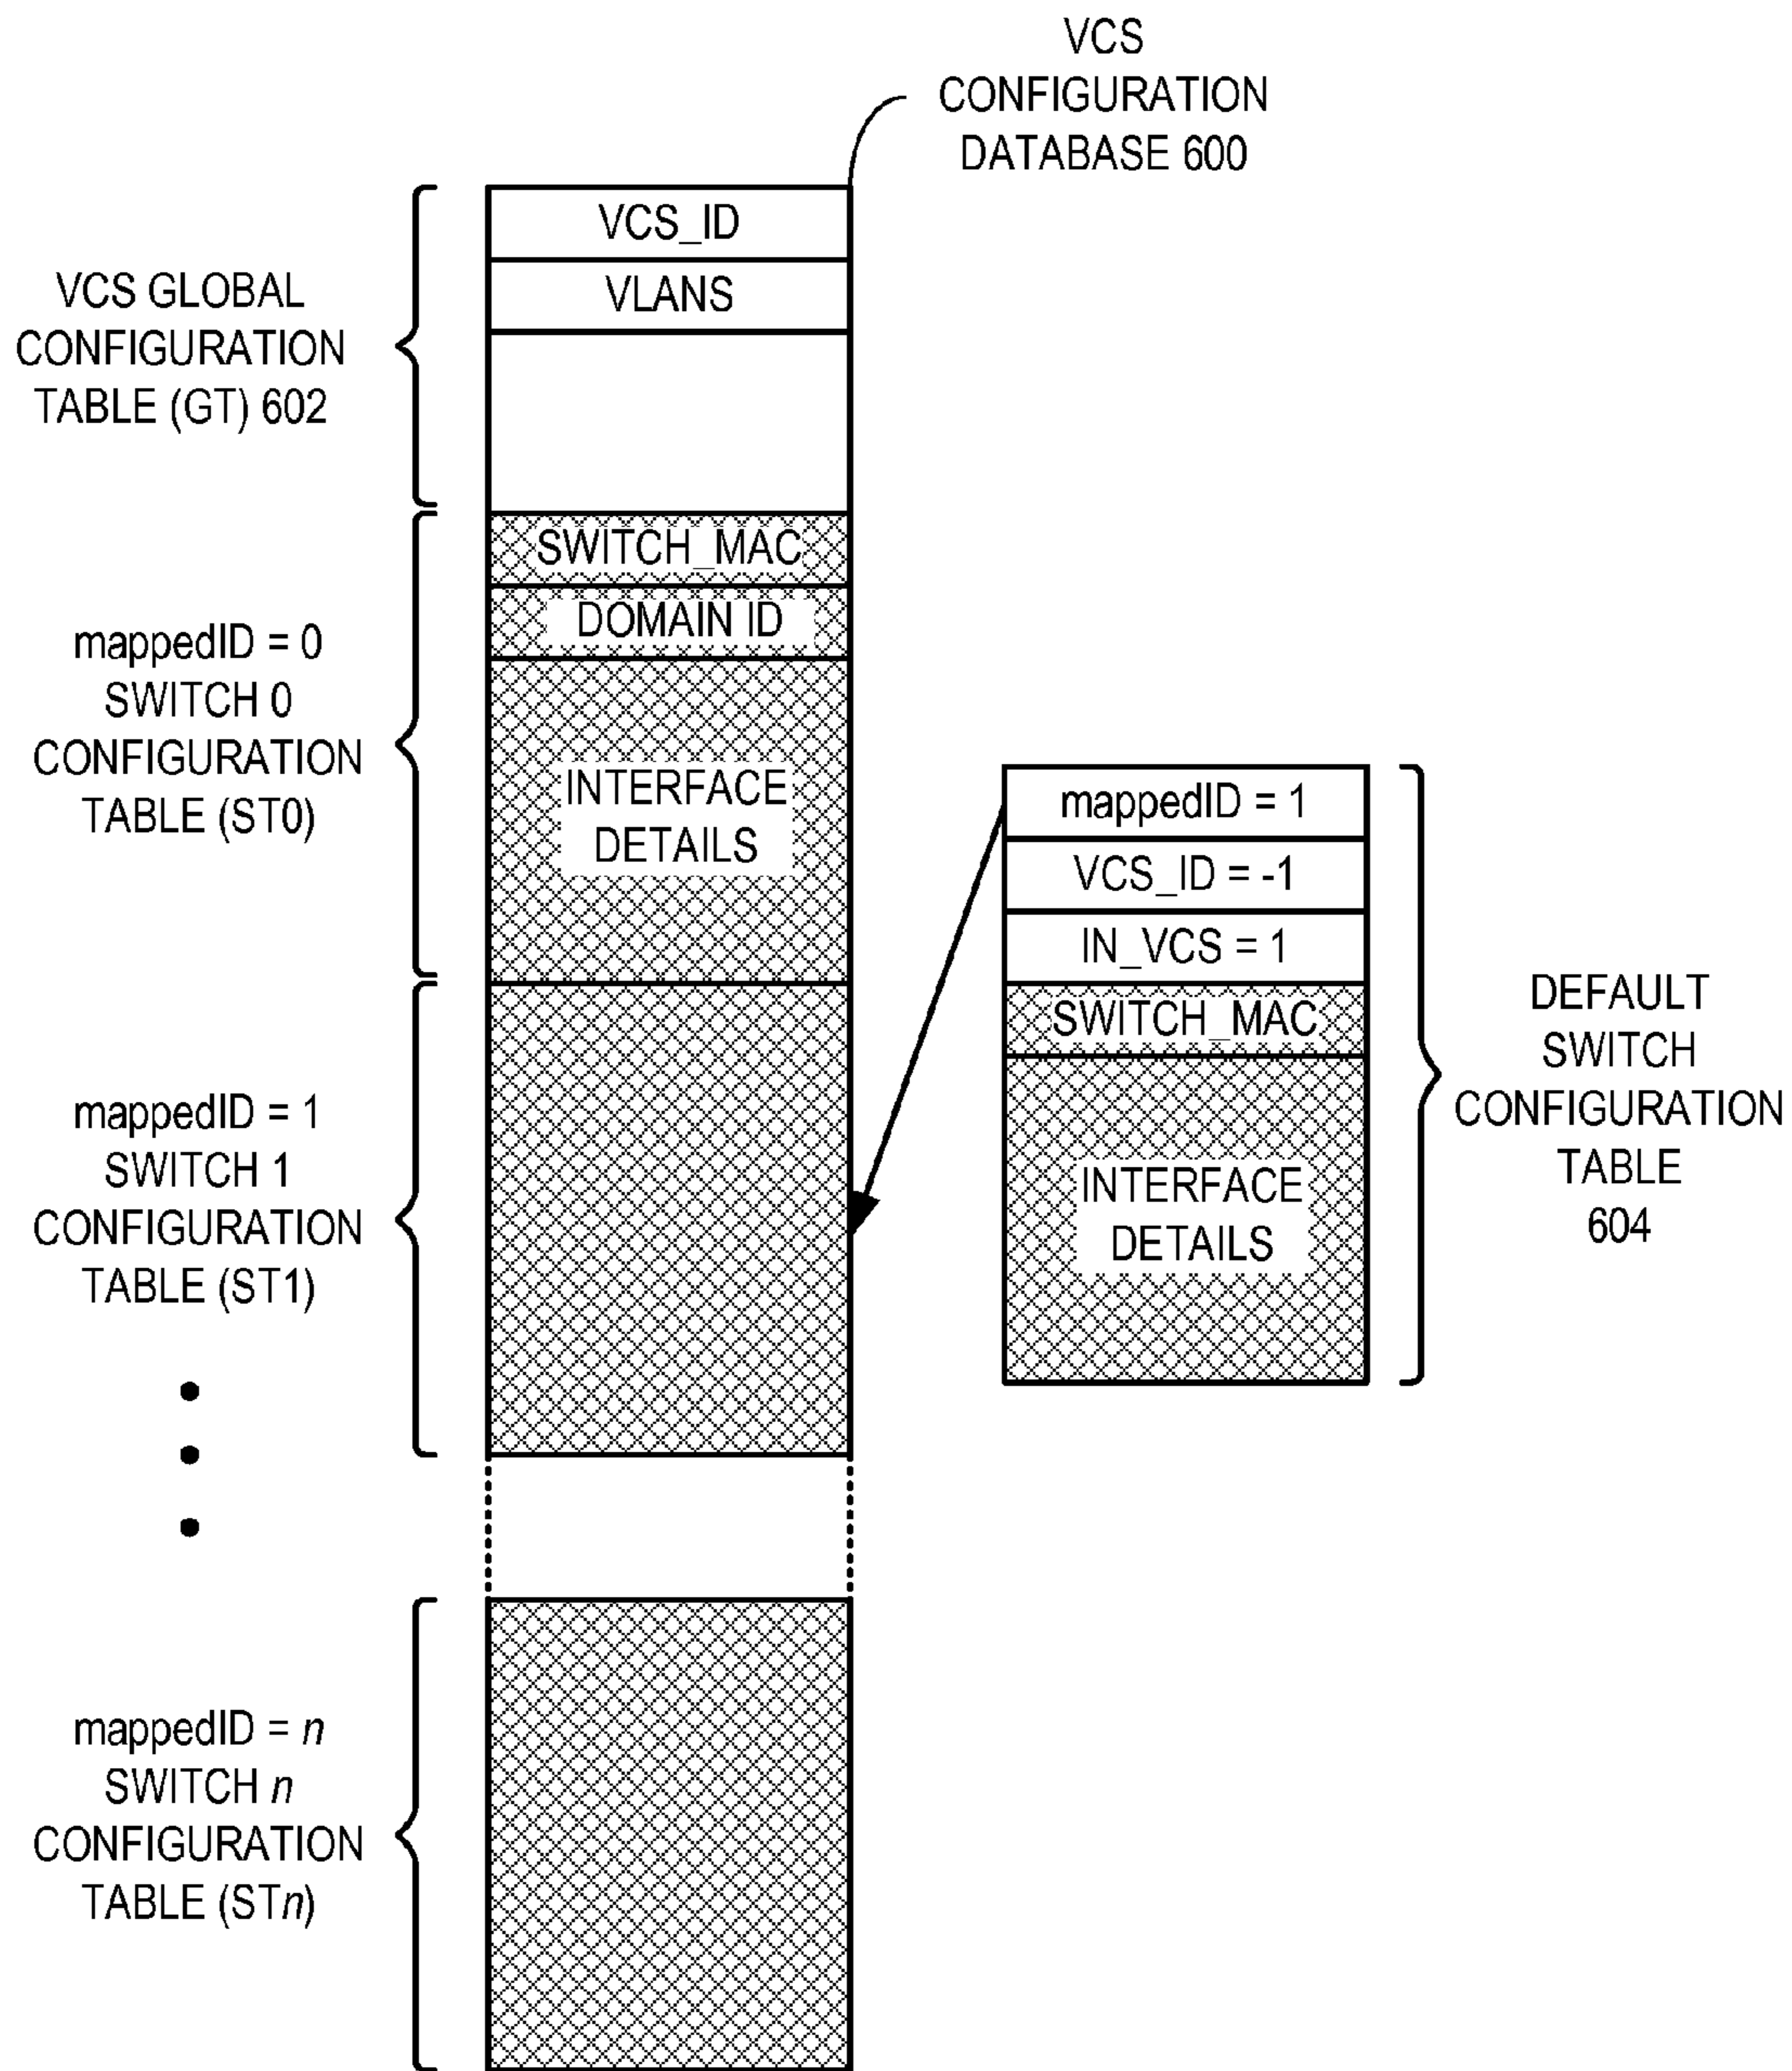 VCS
CONFIGURATION
DATABASE 600
VCS GLOBAL
CONFIGURATION
TABLE (GT) 602
VCS_ID
VLANS
mappedID = 0
SWITCH 0
CONFIGURATION
TABLE (ST0)
SWITCH_MAC
DOMAIN ID
INTERFACE
DETAILS
mappedID = 1
VCS_ID = -1
IN_VCS = 1
SWITCH_MAC
INTERFACE
DETAILS
DEFAULT
SWITCH
CONFIGURATION
TABLE
604
mappedID = 1
SWITCH 1
CONFIGURATION
TABLE (ST1)
mappedID = n
SWITCH n
CONFIGURATION
TABLE (STn)